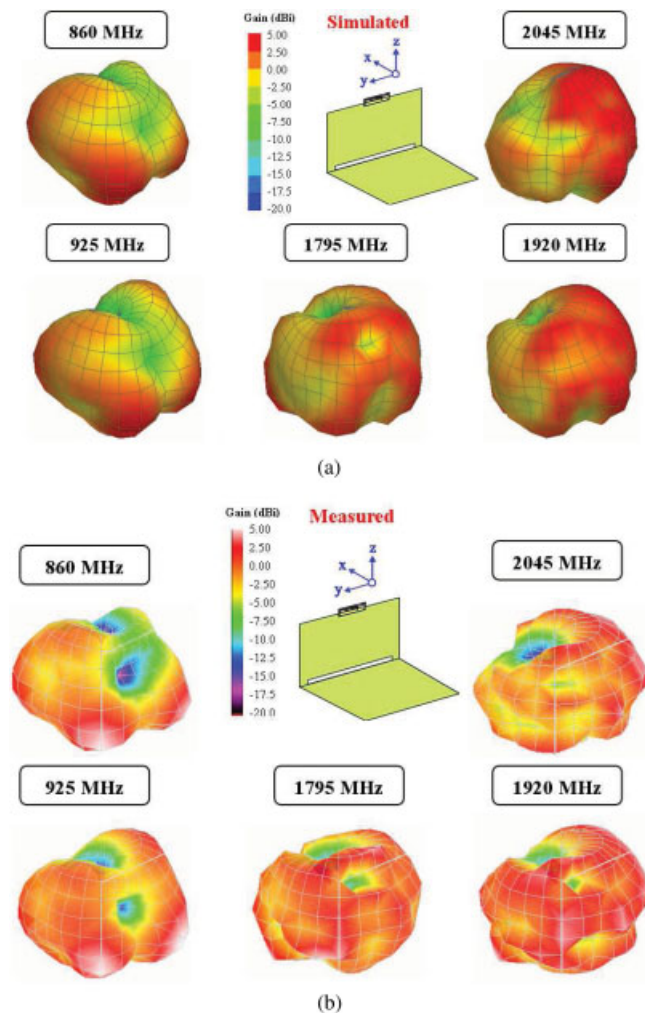 860 MHz
Gain (dBi)
5.00
2.50
0.00
-2.50
-5.00
-7.50
-10.0
-12.5
-15.0
-17.5
-20.0
Simulated
z
x
y
2045 MHz
925 MHz
1795 MHz
1920 MHz
(a)
Gain (dBi)
5.00
2.50
0.00
-2.50
-5.00
-7.50
-10.0
-12.5
-15.0
-17.5
-20.0
Measured
z
x
y
860 MHz
2045 MHz
925 MHz
1795 MHz
1920 MHz
(b)